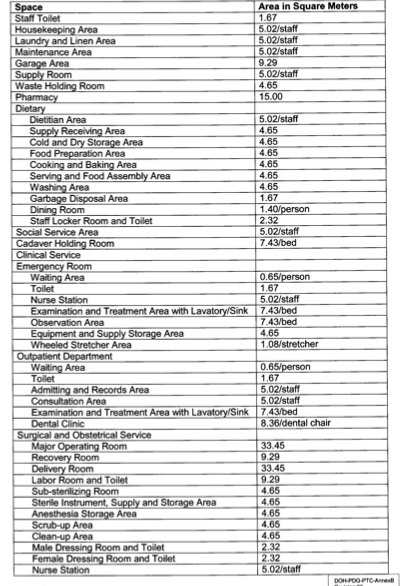 Space Area in Square Meters
Staff Toilet 1.67
Housekeeping Area 5.02/staff
Laundry and Linen Area 5.02/staff
Maintenance Area 5.02/staff
Garage Area 9.29
Supply Room 5.02/staff
Waste Holding Room 4.65
Pharmacy 15.00
Dietary
Dietitian Area 5.02/staff
Supply Receiving Area 4.65
Cold and Dry Storage Area 4.65
Food Preparation Area 4.65
Cooking and Baking Area 4.65
Serving and Food Assembly Area 4.65
Washing Area 4.65
Garbage Disposal Area 1.67
Dining Room 1.40/person
Staff Locker Room and Toilet 2.32
Social Service Area 5.02/staff
Cadaver Holding Room 7.43/bed
Clinical Service
Emergency Room
Waiting Area 0.65/person
Toilet 1.67
Nurse Station 5.02/staff
Examination and Treatment Area with Lavatory/Sink 7.43/bed
Observation Area 7.43/bed
Equipment and Supply Storage Area 4.65
Wheeled Stretcher Area 1.08/stretcher
Outpatient Department
Waiting Area 0.65/person
Toilet 1.67
Admitting and Records Area 5.02/staff
Consultation Area 5.02/staff
Examination and Treatment Area with Lavatory/Sink 7.43/bed
Dental Clinic 8.36/dental chair
Surgical and Obstetrical Service
Major Operating Room 33.45
Recovery Room 9.29
Delivery Room 33.45
Labor Room and Toilet 9.29
Sub-sterilizing Room 4.65
Sterile Instrument, Supply and Storage Area 4.65
Anesthesia Storage Area 4.65
Scrub-up Area 4.65
Clean-up Area 4.65
Male Dressing Room and Toilet 2.32
Female Dressing Room and Toilet 2.32
Nurse Station 5.02/staff
DOH-PDG-PTC-AnnexB